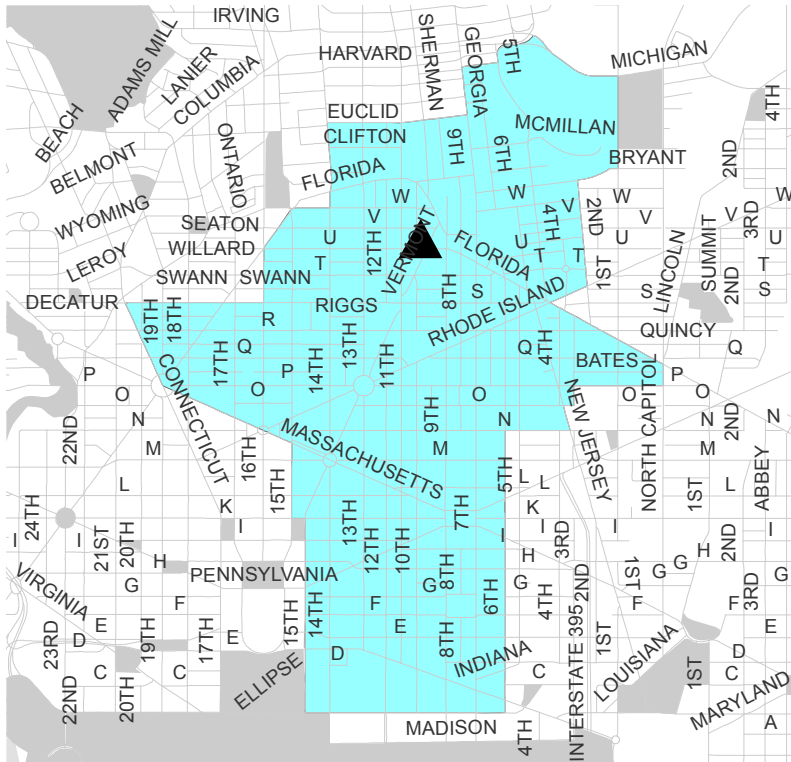 IRVING
ADAMS MILL
LANIER
COLUMBIA
HARVARD
SHERMAN
GEORGIA
5TH
MICHIGAN
BEACH
ONTARIO
EUCLID
CLIFTON
9TH
6TH
MCMILLAN
4TH
BELMONT
FLORIDA
BRYANT
2ND
WYOMING
SEATON
WILLARD
LEROY
SWANN
SWANN
U
V
W
T
12TH
VERMONT
W
V
4TH
U
T
T
FLORIDA
2ND
W
V
U
1ST
V
3RD
W
U
T
S
2ND
SUMMIT
LINCOLN
S
DECATUR
19TH
18TH
RIGGS
8TH
S
RHODE ISLAND
R
QUINCY
17TH
Q
P
O
14TH
13TH
11TH
Q
4TH
BATES
Q
P
O
N
M
22ND
CONNECTICUT
O
N
9TH
M
NEW JERSEY
O
NORTH CAPITOL
P
O
N
M
2ND
N
L
16TH
15TH
MASSACHUSETTS
5TH
L
L
K
1ST
L
ABBEY
24TH
K
I
13TH
7TH
I
I
I
I
I
3RD
21ST
20TH
H
12TH
10TH
H
H
2ND
I
VIRGINIA
G
PENNSYLVANIA
G
8TH
6TH
G
4TH
2ND
1ST
G
G
G
3RD
F
F
F
F
23RD
D
E
19TH
17TH
E
15TH
14TH
E
8TH
1ST
E
D
INDIANA
LOUISIANA
D
22ND
C
20TH
C
ELLIPSE
C
INTERSTATE 395
1ST
C
MARYLAND
MADISON
4TH
A